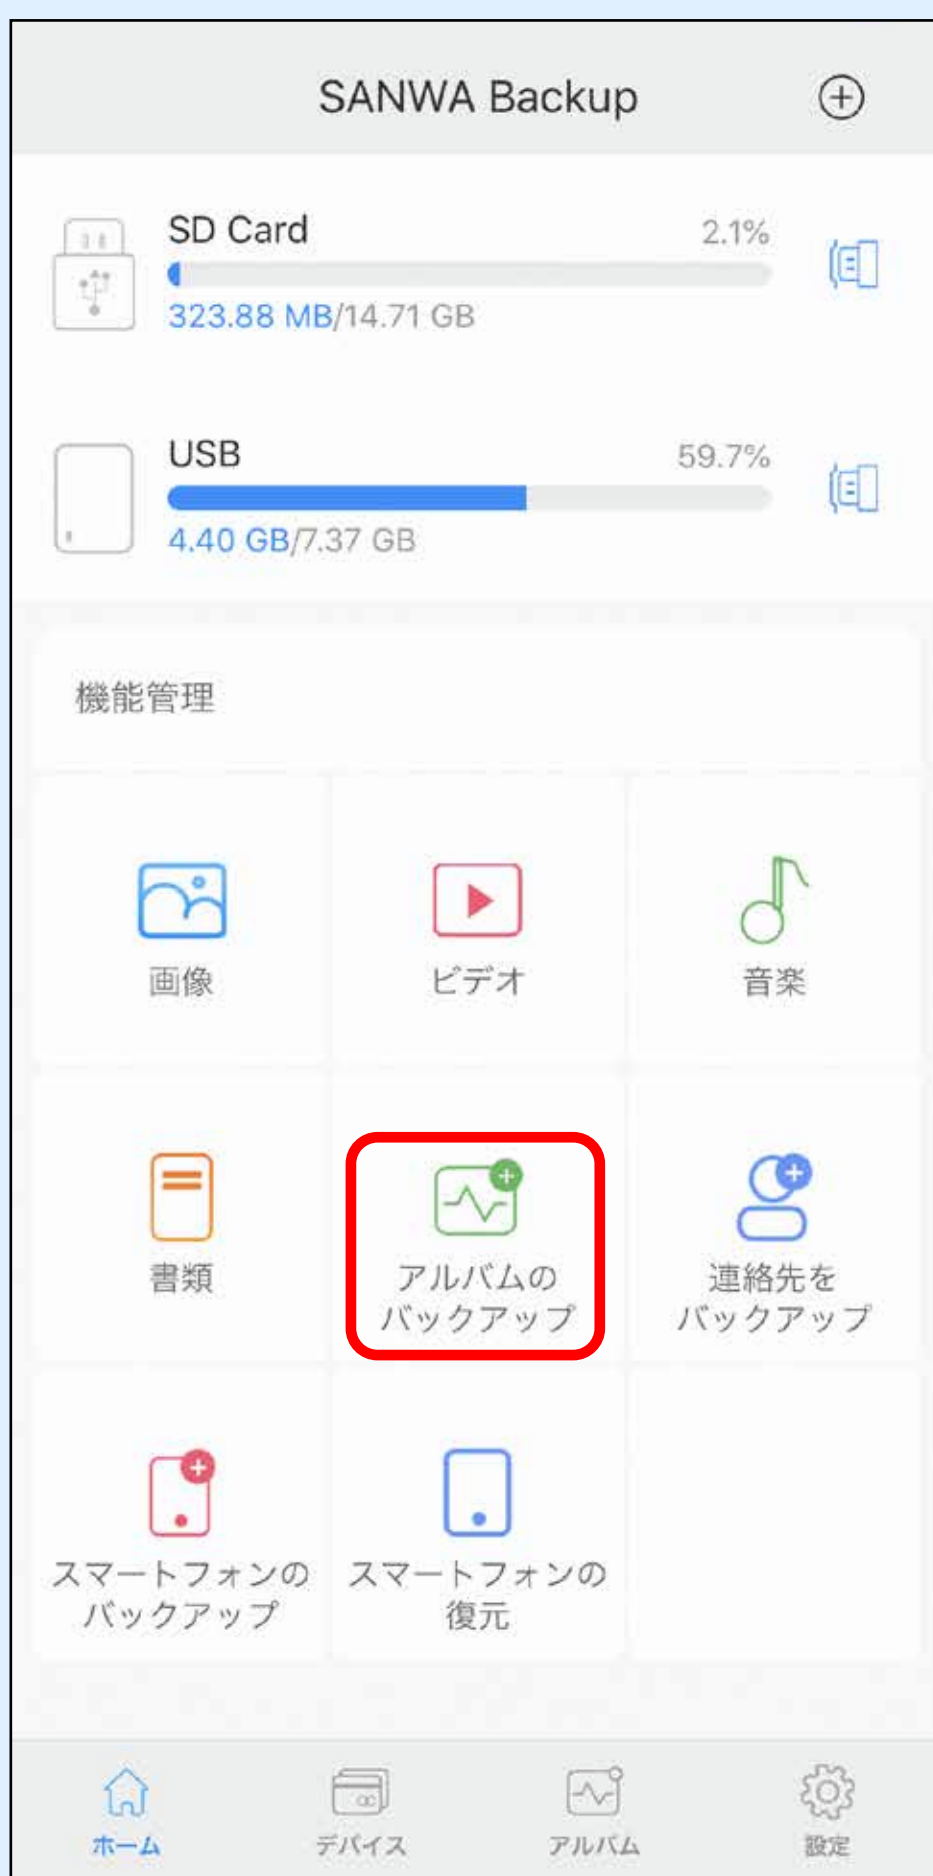 SANWA Backup
SD Card
2.1%
323.88 MB/14.71 GB
USB
59.7%
4.40 GB/7.37 GB
機能管理
画像
ビデオ
音楽
書類
アルバムの
バックアップ
連絡先を
バックアップ
スマートフォンの
バックアップ
スマートフォンの
復元
ホーム
デバイス
アルバム
設定